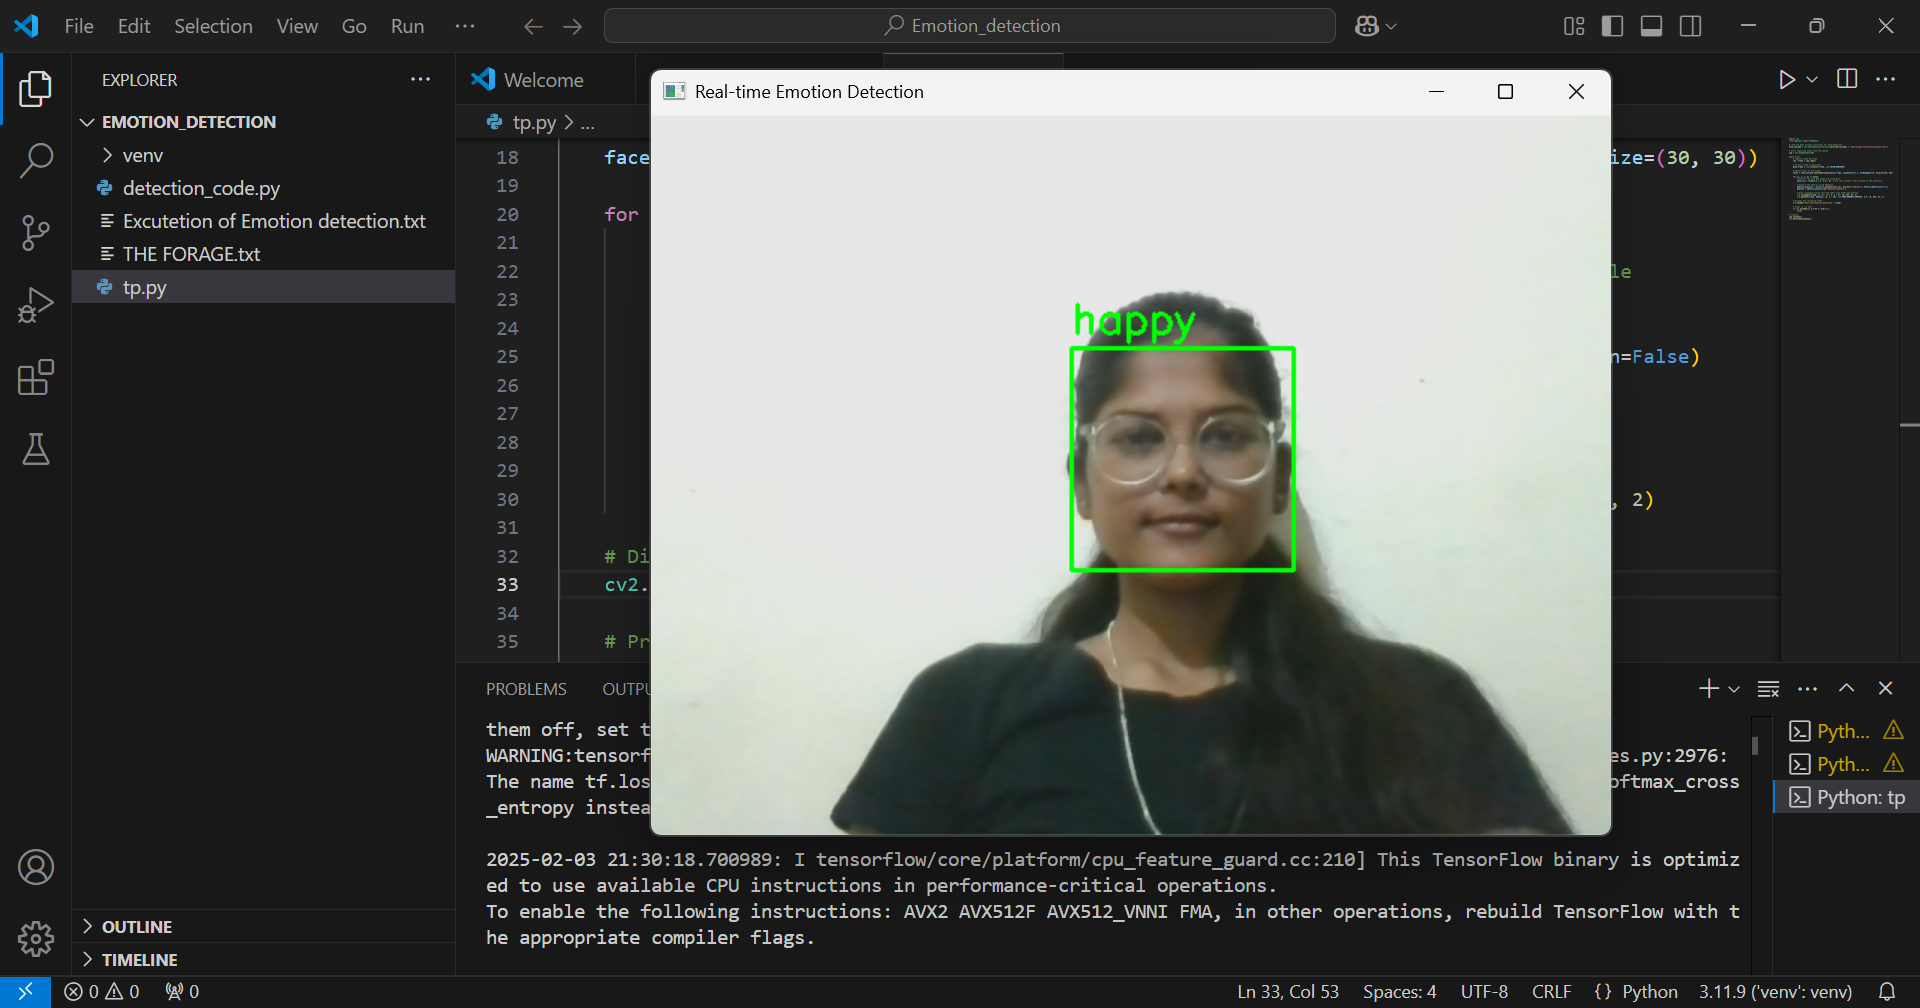 File Edit Selection View Go Run ...
Emotion_detection
EXPLORER
EMOTION_DETECTION
venv
detection_code.py
Excutetion of Emotion detection.txt
THE FORAGE.txt
tp.py
OUTLINE
TIMELINE
Welcome
tp.py > ...
Real-time Emotion Detection
happy
18 face ize=(30, 30))
19
20 for
21
22 le
23
24
25 n=False)
26
27
28
29
30 , 2)
31
32 # Di
33 cv2.
34
35 # Pr
PROBLEMS OUTPU
them off, set t
WARNING:tensorf es.py:2976:
The name tf.los oftmax_cross
_entropy instea
2025-02-03 21:30:18.700989: I tensorflow/core/platform/cpu_feature_guard.cc:210] This TensorFlow binary is optimiz
ed to use available CPU instructions in performance-critical operations.
To enable the following instructions: AVX2 AVX512F AVX512_VNNI FMA, in other operations, rebuild TensorFlow with t
he appropriate compiler flags.
Pyth...
Pyth...
Python: tp
0 0 0
Ln 33, Col 53 Spaces: 4 UTF-8 CRLF {} Python 3.11.9 ('venv': venv)